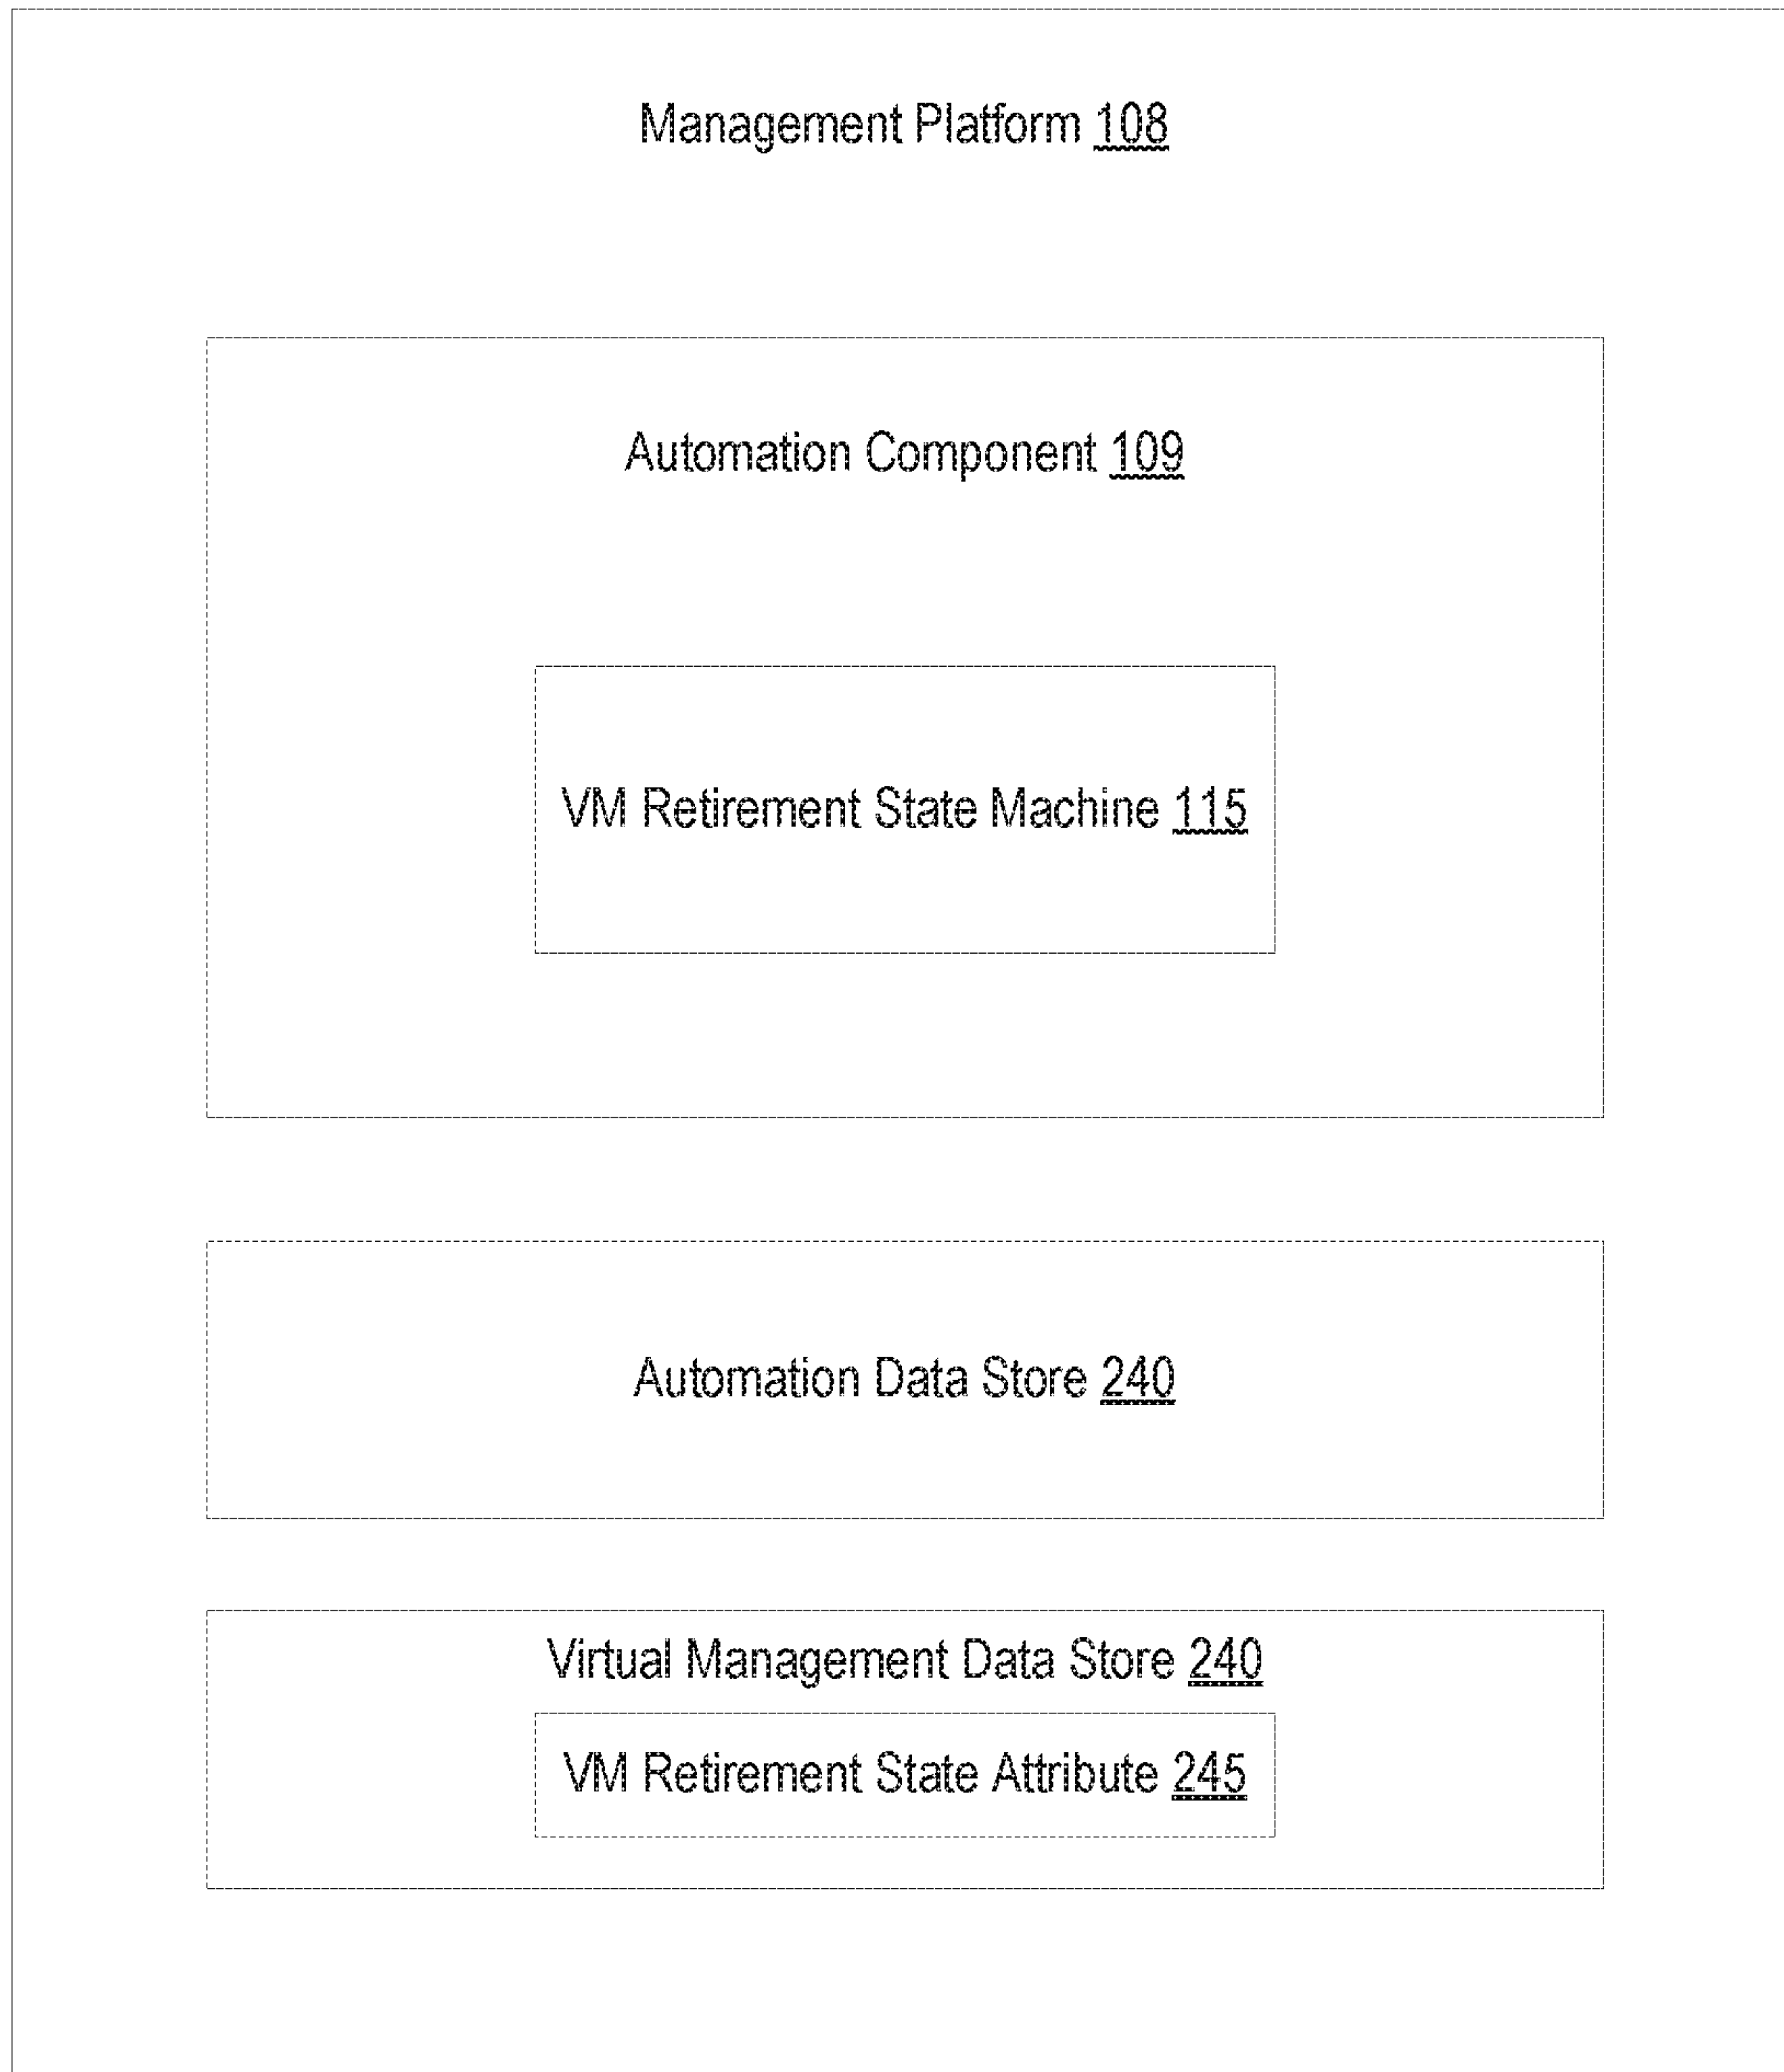 Management Platform 108
Automation Component 109
VM Retirement State Machine 115
Automation Data Store 240
Virtual Management Data Store 240
VM Retirement State Attribute 245